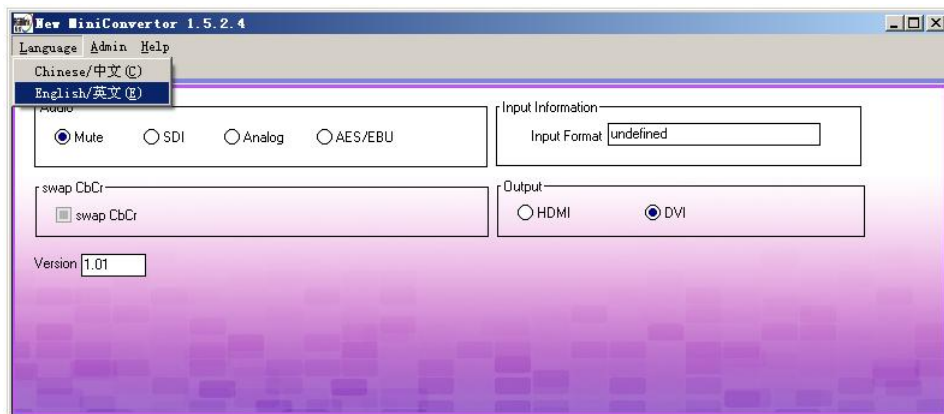 New MiniConvertor 1.5.2.4
Language Admin Help
Chinese/中文(C)
English/英文(E)
Audio
Mute SDI Analog AES/EBU
Input Information
Input Format undefined
swap CbCr
swap CbCr
Output
HDMI DVI
Version 1.01